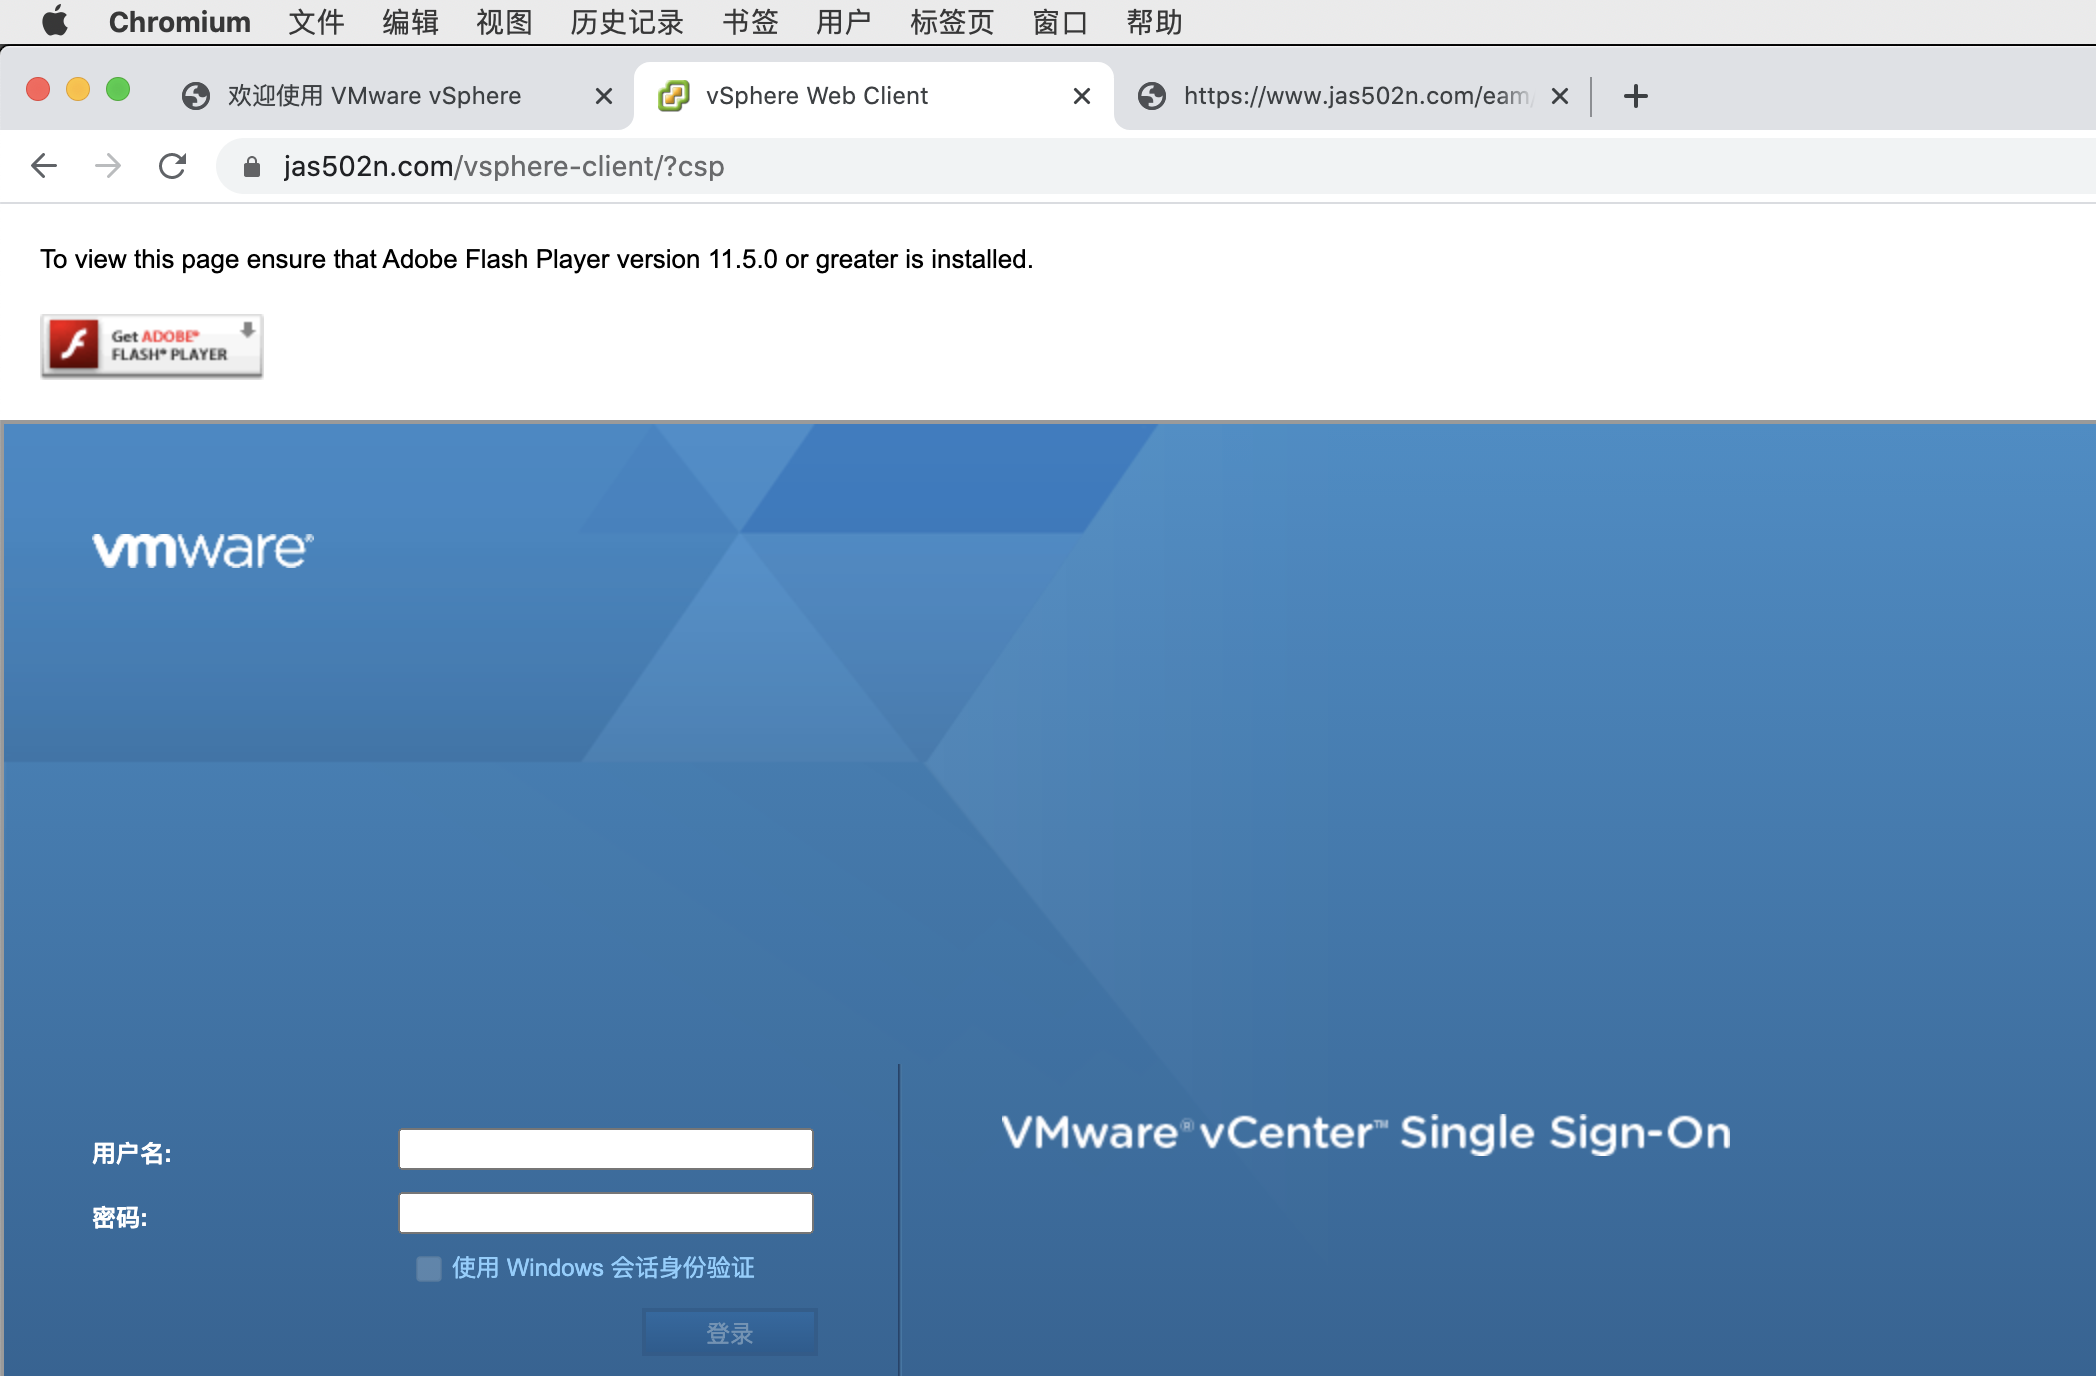 Chromium 文件 编辑 视图 历史记录 书签 用户 标签页 窗口 帮助
欢迎使用 VMware vSphere
vSphere Web Client
https://www.jas502n.com/eam/
jas502n.com/vsphere-client/?csp
To view this page ensure that Adobe Flash Player version 11.5.0 or greater is installed.
Get ADOBE®
FLASH® PLAYER
vmware®
用户名:
密码:
使用 Windows 会话身份验证
登录
VMware® vCenter™ Single Sign-On